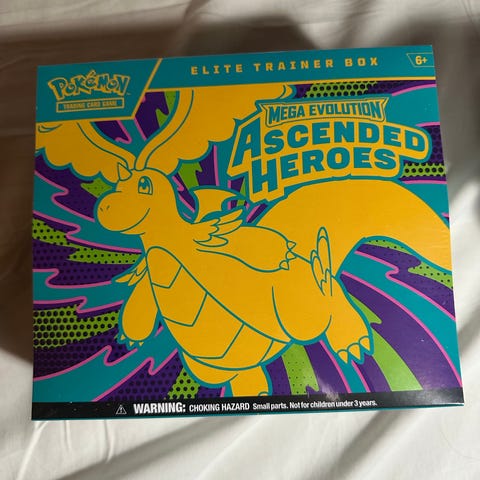 ELITE TRAINER BOX
6+
POKéMON
TRADING CARD GAME
MEGA EVOLUTION
ASCENDED
HEROES
WARNING: CHOKING HAZARD Small parts. Not for children under 3 years.